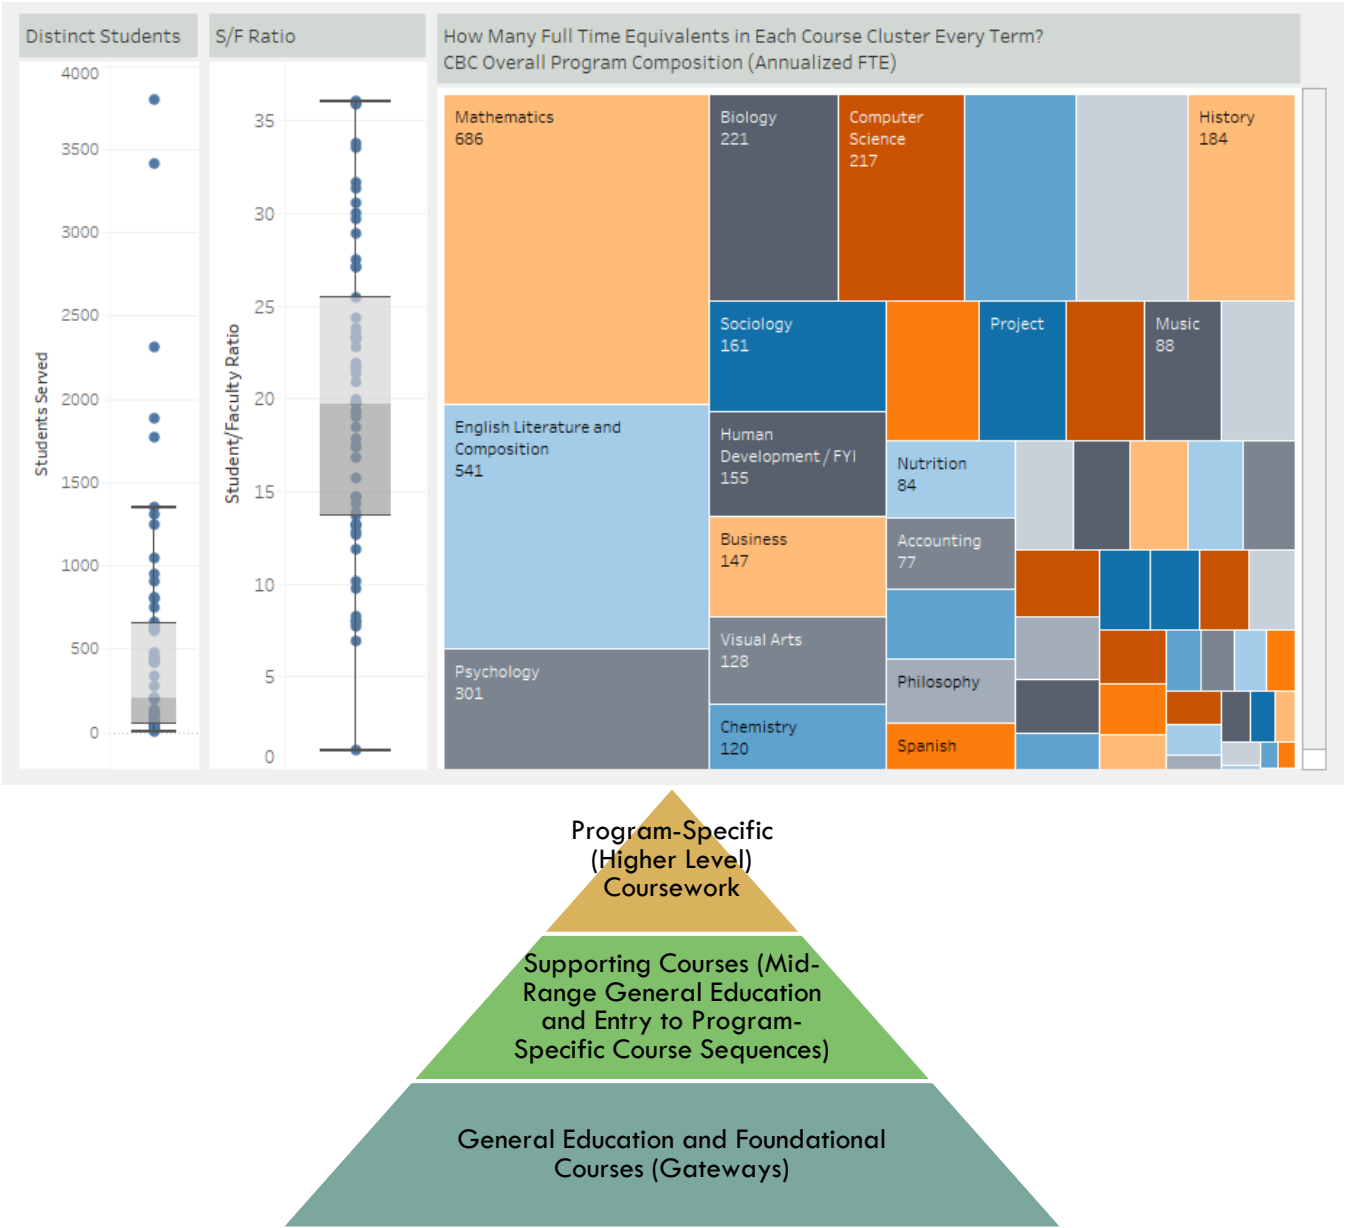 Distinct Students
S/F Ratio
How Many Full Time Equivalents in Each Course Cluster Every Term?
CBC Overall Program Composition (Annualized FTE)
Students Served
4000
3500
3000
2500
2000
1500
1000
500
0
Student/Faculty Ratio
35
30
25
20
15
10
5
0
Mathematics
686
English Literature and
Composition
541
Psychology
301
Biology
221
Computer
Science
217
History
184
Sociology
161
Project
Music
88
Human
Development / FYI
155
Nutrition
84
Business
147
Accounting
77
Visual Arts
128
Philosophy
Chemistry
120
Spanish
Program-Specific
(Higher Level)
Coursework
Supporting Courses (Mid-
Range General Education
and Entry to Program-
Specific Course Sequences)
General Education and Foundational
Courses (Gateways)